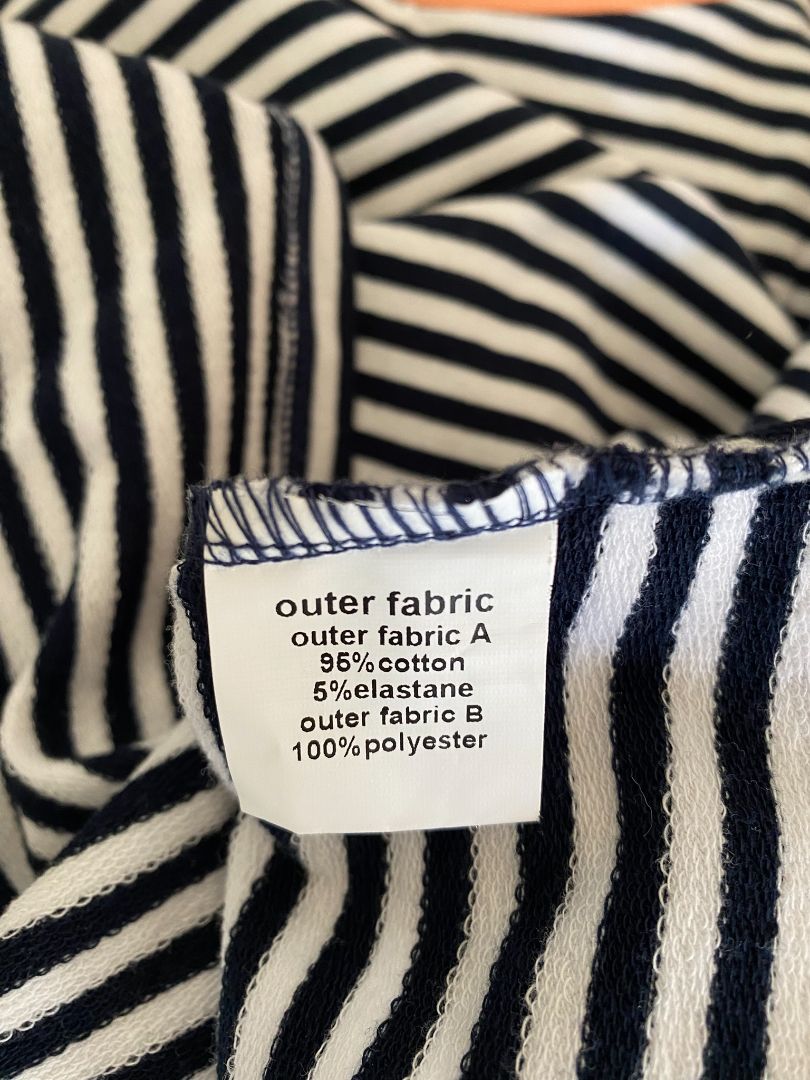 outer fabric
outer fabric A
95%cotton
5%elastane
outer fabric B
100%polyester